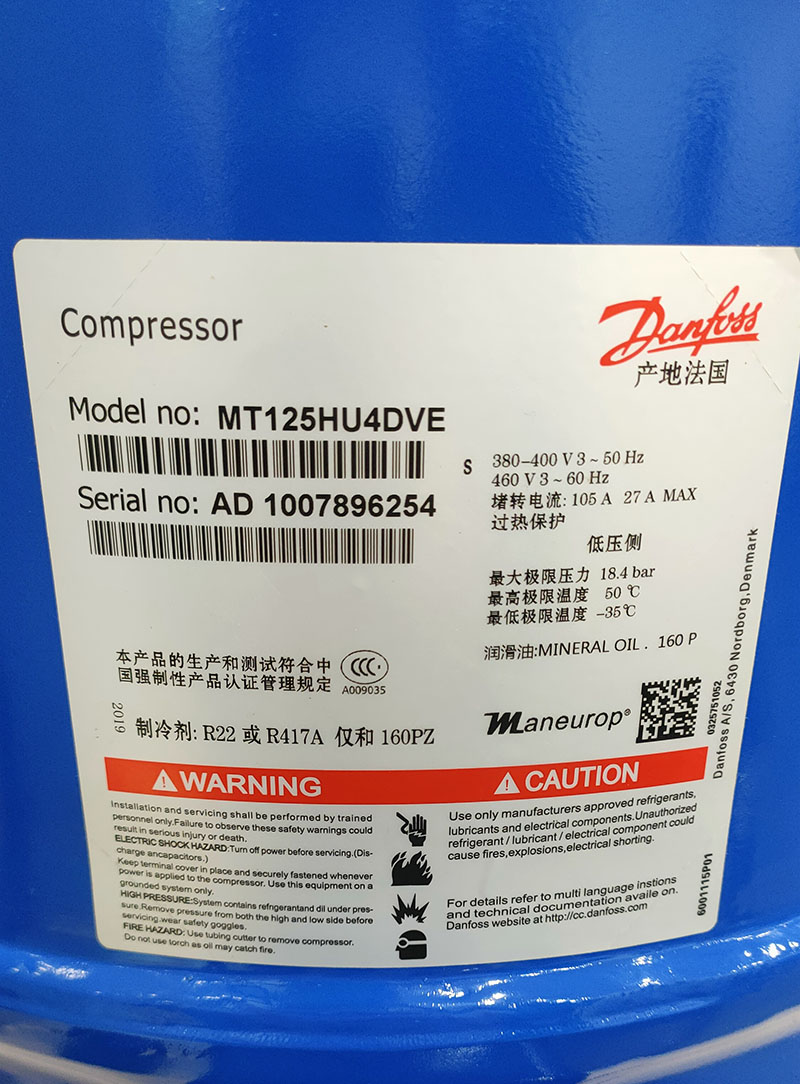 Compressor
Danfoss
产地法国
Model no: MT125HU4DVE
Serial no: AD 1007896254
S
380–400 V 3 ~ 50 Hz
460 V 3 ~ 60 Hz
堵转电流: 105 A 27 A MAX
过热保护
低压侧
最大极限压力 18.4 bar
最高极限温度 50 ℃
最低极限温度 –35℃
润滑油:MINERAL OIL . 160 P
本产品的生产和测试符合中
国强制性产品认证管理规定
CCC
A009035
2019
制冷剂: R22 或 R417A 仅和 160PZ
Maneurop®
0325751052
Danfoss A/S, 6430 Nordborg, Denmark
WARNING
Installation and servicing shall be performed by trained
personnel only.Failure to observe these safety warnings could
result in serious injury or death.
ELECTRIC SHOCK HAZARD:Turn off power before servicing.(Dis-
charge ancapacitors.)
Keep terminal cover in place and securely fastened whenever
power is applied to the compressor. Use this equipment on a
grounded system only.
HIGH PRESSURE:System contains refrigerantand dil under pres-
sure.Remove pressure from both the high and low side before
servicing.wear safety goggles.
FIRE HAZARD: Use tubing cutter to remove compressor.
Do not use torch as oil may catch fire.
CAUTION
Use only manufacturers approved refrigerants,
lubricants and electrical components.Unauthorized
refrigerant / lubricant / electrical component could
cause fires,explosions,electrical shorting.
For details refer to multi language instions
and technical documentation availe on.
Danfoss website at http://cc.danfoss.com
6001115P01